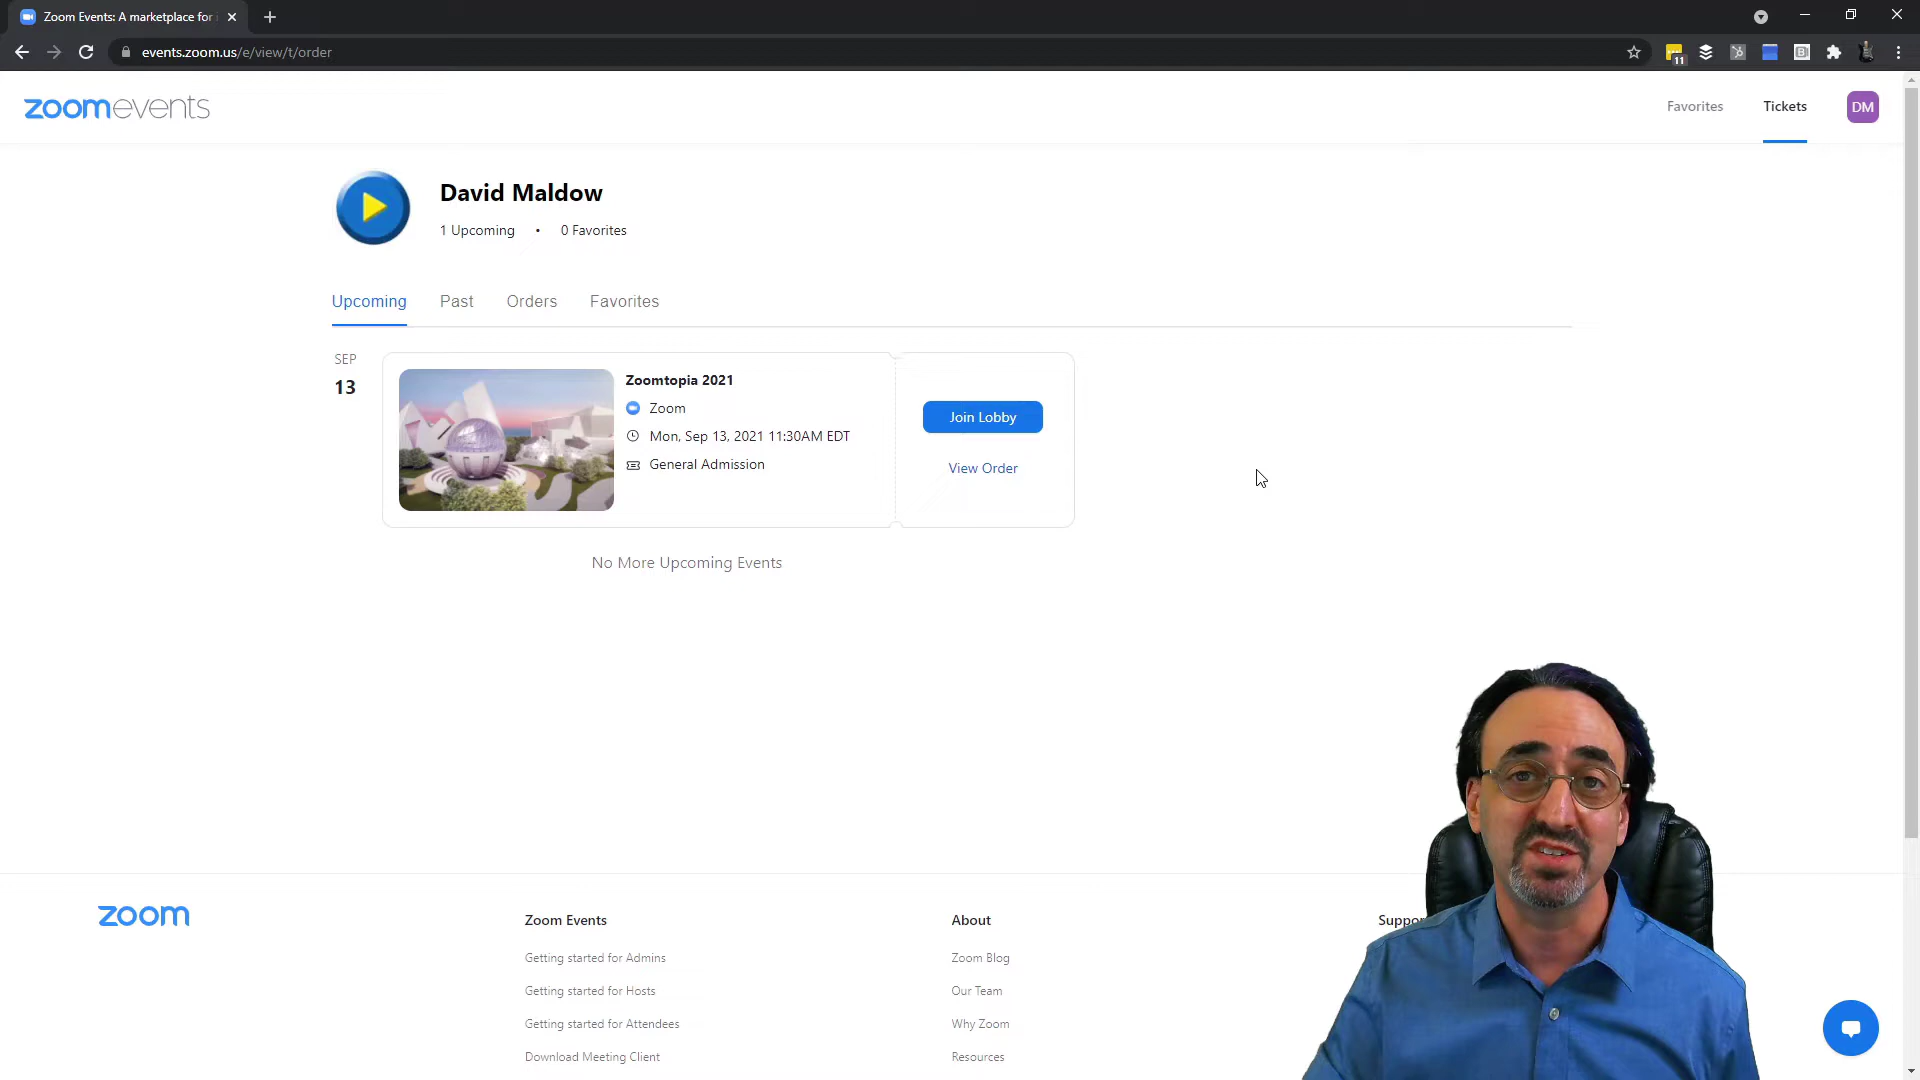 Zoom Events: A marketplace for
events.zoom.us/e/view/t/order
11
zoomevents
Favorites
Tickets
DM
David Maldow
1 Upcoming • 0 Favorites
Upcoming
Past
Orders
Favorites
SEP
13
Zoomtopia 2021
Zoom
Mon, Sep 13, 2021 11:30AM EDT
General Admission
Join Lobby
View Order
No More Upcoming Events
zoom
Zoom Events
Getting started for Admins
Getting started for Hosts
Getting started for Attendees
Download Meeting Client
About
Zoom Blog
Our Team
Why Zoom
Resources
Suppor